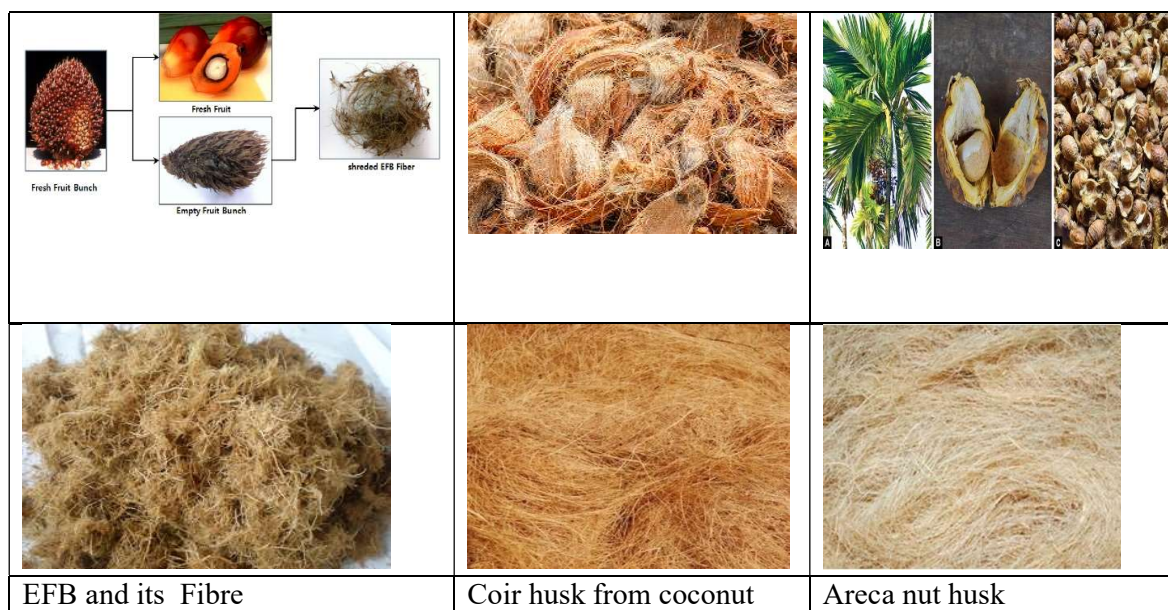 Fresh Fruit
shreded EFB Fiber
Fresh Fruit Bunch
Empty Fruit Bunch
A
B
C
EFB and its Fibre
Coir husk from coconut
Areca nut husk